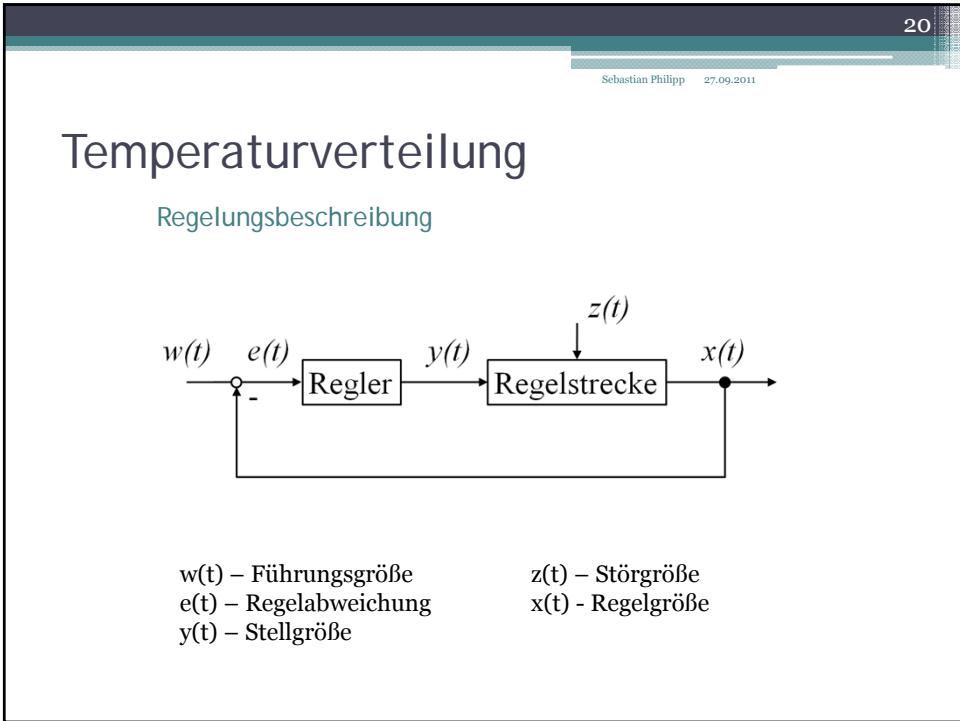 20
Sebastian Philipp 27.09.2011
Temperaturverteilung
Regelungsbeschreibung
z(t)
w(t) e(t) y(t) x(t)
Regler Regelstrecke
-
w(t) – Führungsgröße z(t) – Störgröße
e(t) – Regelabweichung x(t) - Regelgröße
y(t) – Stellgröße